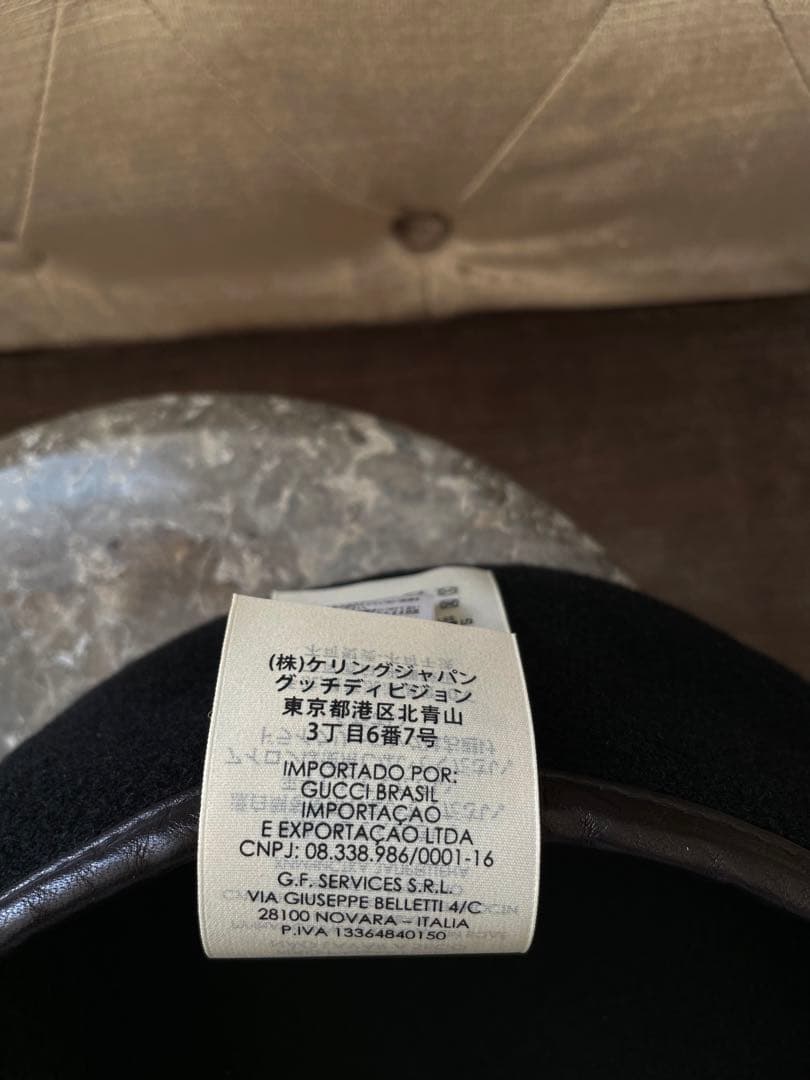 (株)ケリングジャパン
グッチディビジョン
東京都港区北青山
3丁目6番7号
IMPORTADO POR:
GUCCI BRASIL
IMPORTAÇAO
E EXPORTAÇAO LTDA
CNPJ: 08.338.986/0001-16
G.F. SERVICES S.R.L.
VIA GIUSEPPE BELLETTI 4/C
28100 NOVARA – ITALIA
P.IVA 13364840150